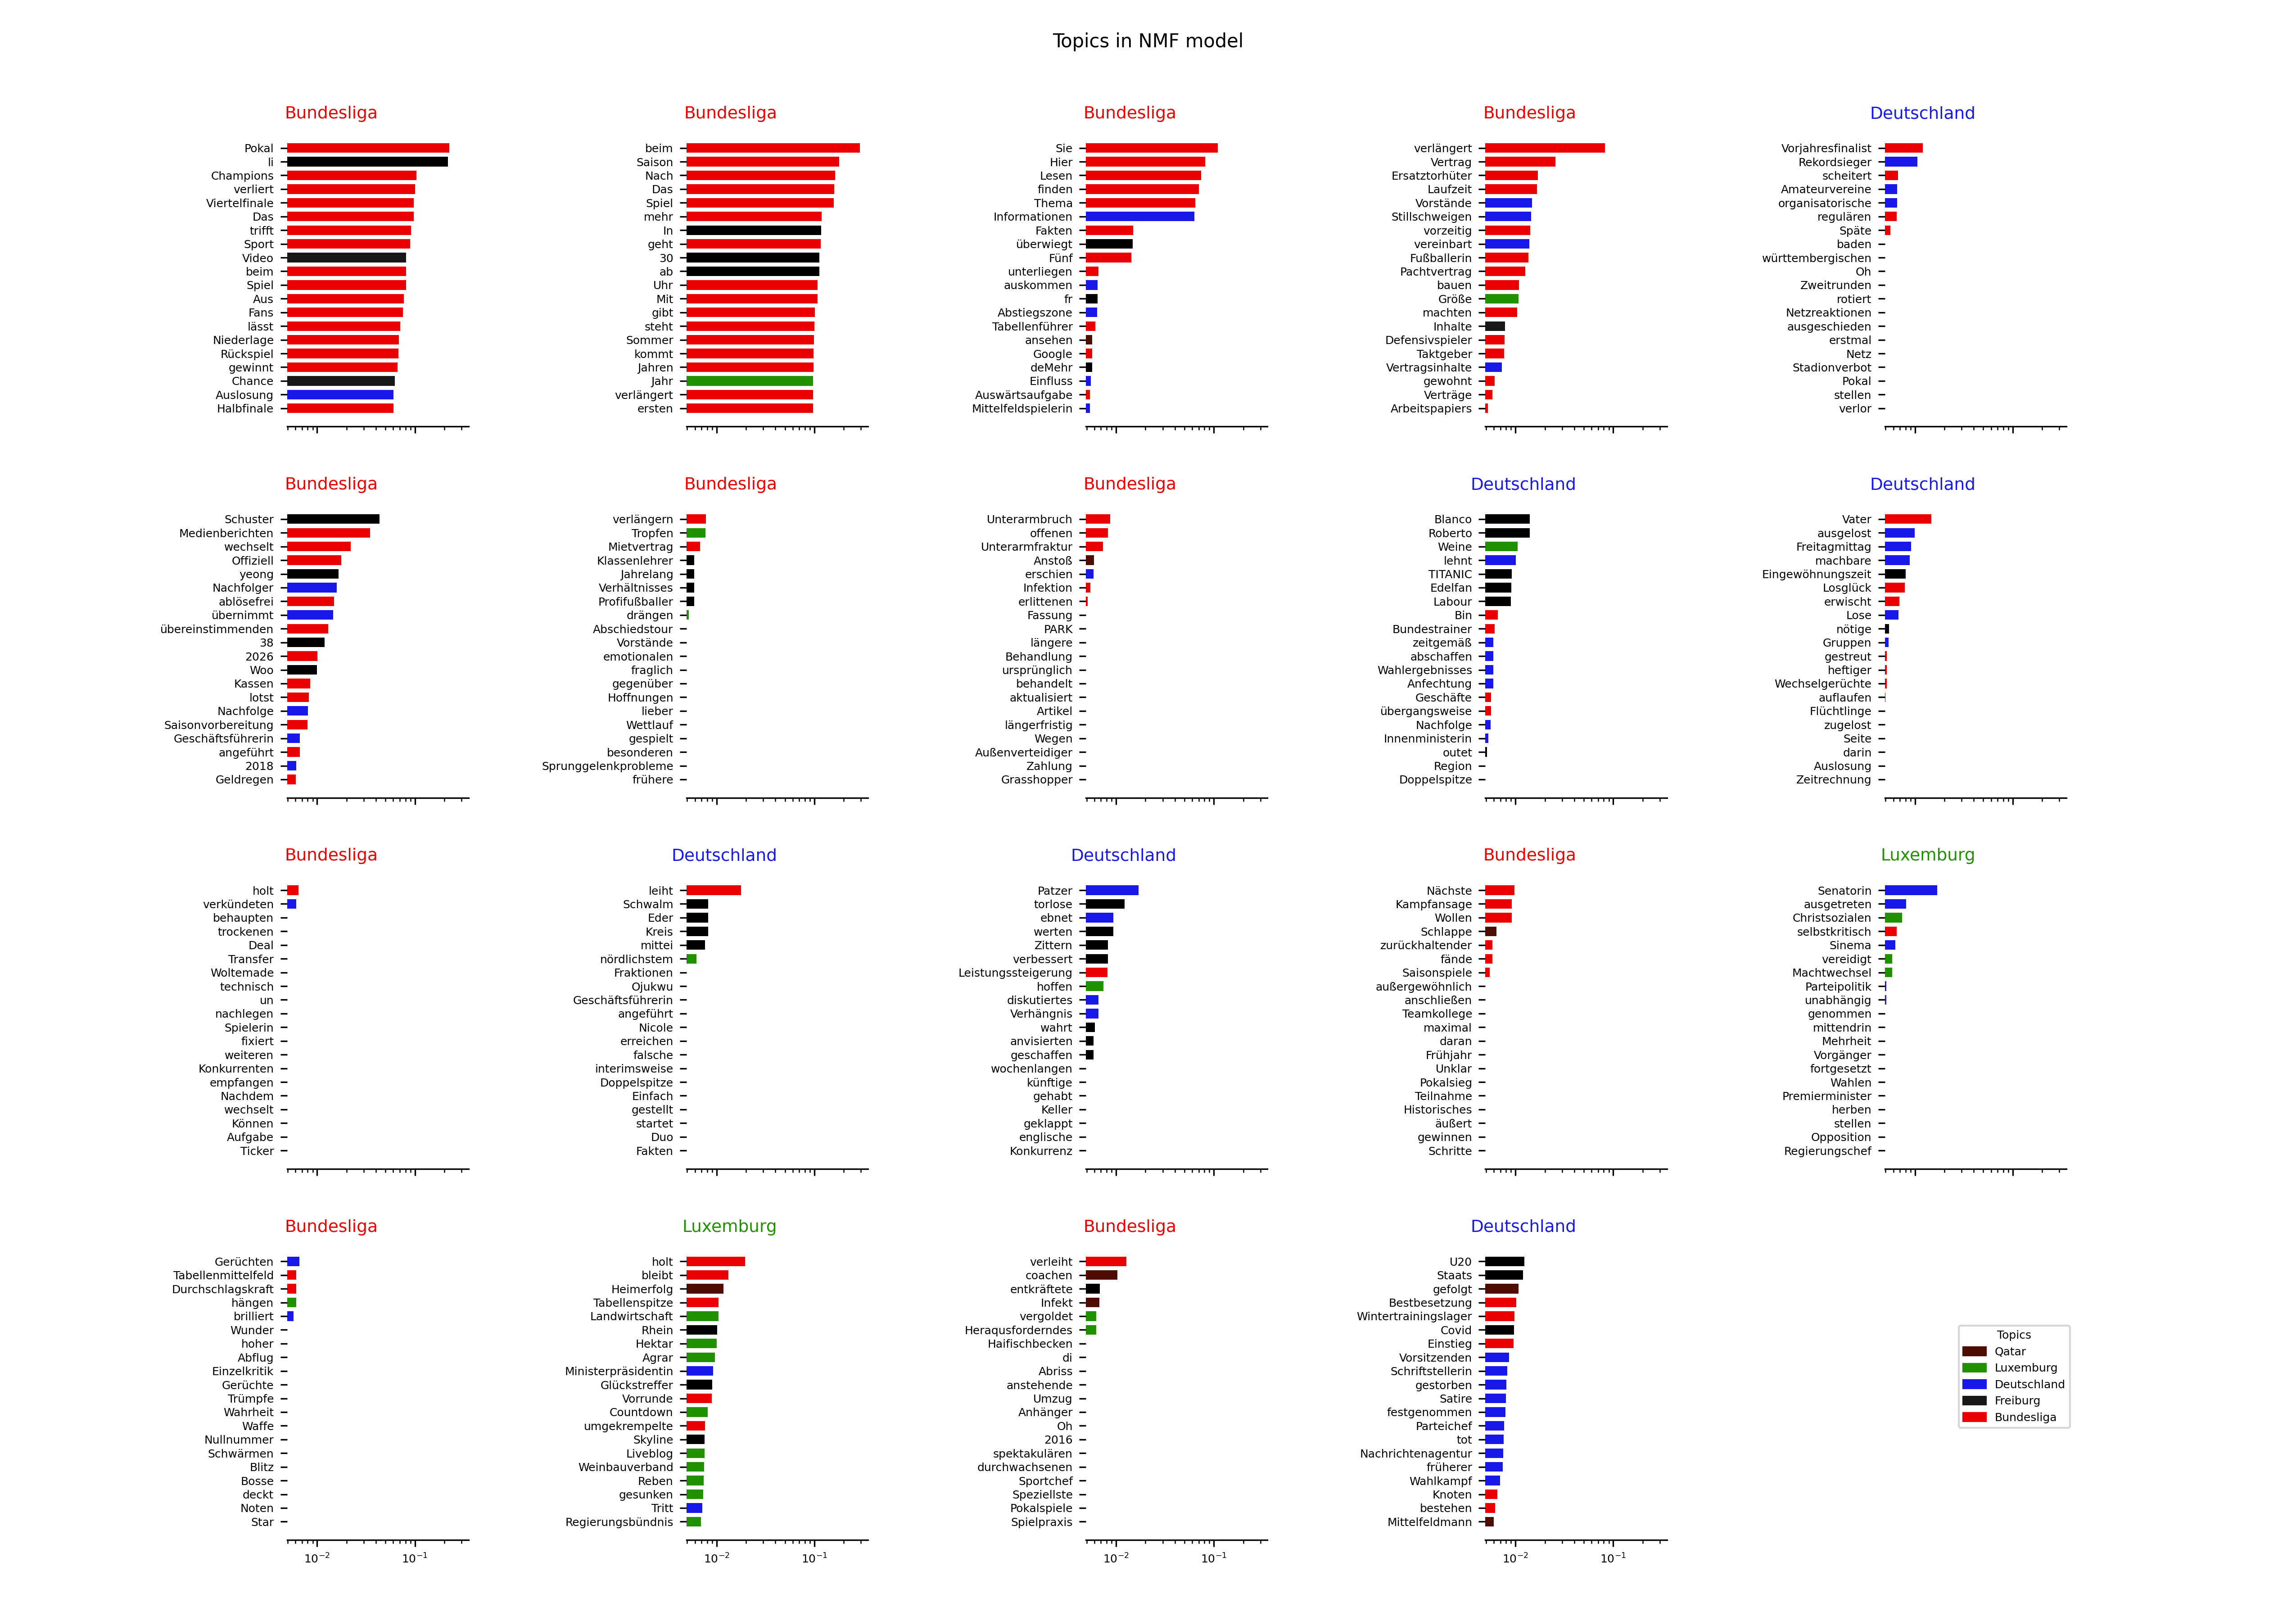 Topics in NMF model
Bundesliga
Pokal
li
Champions
verliert
Viertelfinale
Das
trifft
Sport
Video
beim
Spiel
Aus
Fans
lässt
Niederlage
Rückspiel
gewinnt
Chance
Auslosung
Halbfinale
Bundesliga
beim
Saison
Nach
Das
Spiel
mehr
In
geht
30
ab
Uhr
Mit
gibt
steht
Sommer
kommt
Jahren
Jahr
verlängert
ersten
Bundesliga
Sie
Hier
Lesen
finden
Thema
Informationen
Fakten
überwiegt
Fünf
unterliegen
auskommen
fr
Abstiegszone
Tabellenführer
ansehen
Google
deMehr
Einfluss
Auswärtsaufgabe
Mittelfeldspielerin
Bundesliga
verlängert
Vertrag
Ersatztorhüter
Laufzeit
Vorstände
Stillschweigen
vorzeitig
vereinbart
Fußballerin
Pachtvertrag
bauen
Größe
machten
Inhalte
Defensivspieler
Taktgeber
Vertragsinhalte
gewohnt
Verträge
Arbeitspapiers
Deutschland
Vorjahresfinalist
Rekordsieger
scheitert
Amateurvereine
organisatorische
regulären
Späte
baden
württembergischen
Oh
Zweitrunden
rotiert
Netzreaktionen
ausgeschieden
erstmal
Netz
Stadionverbot
Pokal
stellen
verlor
Bundesliga
Schuster
Medienberichten
wechselt
Offiziell
yeong
Nachfolger
ablösefrei
übernimmt
übereinstimmenden
38
2026
Woo
Kassen
lotst
Nachfolge
Saisonvorbereitung
Geschäftsführerin
angeführt
2018
Geldregen
Bundesliga
verlängern
Tropfen
Mietvertrag
Klassenlehrer
Jahrelang
Verhältnisses
Profifußballer
drängen
Abschiedstour
Vorstände
emotionalen
fraglich
gegenüber
Hoffnungen
lieber
Wettlauf
gespielt
besonderen
Sprunggelenkprobleme
frühere
Bundesliga
Unterarmbruch
offenen
Unterarmfraktur
Anstoß
erschien
Infektion
erlittenen
Fassung
PARK
längere
Behandlung
ursprünglich
behandelt
aktualisiert
Artikel
längerfristig
Wegen
Außenverteidiger
Zahlung
Grasshopper
Deutschland
Blanco
Roberto
Weine
lehnt
TITANIC
Edelfan
Labour
Bin
Bundestrainer
zeitgemäß
abschaffen
Wahlergebnisses
Anfechtung
Geschäfte
übergangsweise
Nachfolge
Innenministerin
outet
Region
Doppelspitze
Deutschland
Vater
ausgelost
Freitagmittag
machbare
Eingewöhnungszeit
Losglück
erwischt
Lose
nötige
Gruppen
gestreut
heftiger
Wechselgerüchte
auflaufen
Flüchtlinge
zugelost
Seite
darin
Auslosung
Zeitrechnung
Bundesliga
holt
verkündeten
behaupten
trockenen
Deal
Transfer
Woltemade
technisch
un
nachlegen
Spielerin
fixiert
weiteren
Konkurrenten
empfangen
Nachdem
wechselt
Können
Aufgabe
Ticker
Deutschland
leiht
Schwalm
Eder
Kreis
mittei
nördlichstem
Fraktionen
Ojukwu
Geschäftsführerin
angeführt
Nicole
erreichen
falsche
interimsweise
Doppelspitze
Einfach
gestellt
startet
Duo
Fakten
Deutschland
Patzer
torlose
ebnet
werten
Zittern
verbessert
Leistungssteigerung
hoffen
diskutiertes
Verhängnis
wahrt
anvisierten
geschaffen
wochenlangen
künftige
gehabt
Keller
geklappt
englische
Konkurrenz
Bundesliga
Nächste
Kampfansage
Wollen
Schlappe
zurückhaltender
fände
Saisonspiele
außergewöhnlich
anschließen
Teamkollege
maximal
daran
Frühjahr
Unklar
Pokalsieg
Teilnahme
Historisches
äußert
gewinnen
Schritte
Luxemburg
Senatorin
ausgetreten
Christsozialen
selbstkritisch
Sinema
vereidigt
Machtwechsel
Parteipolitik
unabhängig
genommen
mittendrin
Mehrheit
Vorgänger
fortgesetzt
Wahlen
Premierminister
herben
stellen
Opposition
Regierungschef
Bundesliga
Gerüchten
Tabellenmittelfeld
Durchschlagskraft
hängen
brilliert
Wunder
hoher
Abflug
Einzelkritik
Gerüchte
Trümpfe
Wahrheit
Waffe
Nullnummer
Schwärmen
Blitz
Bosse
deckt
Noten
Star
10⁻² 10⁻¹
Luxemburg
holt
bleibt
Heimerfolg
Tabellenspitze
Landwirtschaft
Rhein
Hektar
Agrar
Ministerpräsidentin
Glückstreffer
Vorrunde
Countdown
umgekrempelte
Skyline
Liveblog
Weinbauverband
Reben
gesunken
Tritt
Regierungsbündnis
10⁻² 10⁻¹
Bundesliga
verleiht
coachen
entkräftete
Infekt
vergoldet
Heraqusforderndes
Haifischbecken
di
Abriss
anstehende
Umzug
Anhänger
Oh
2016
spektakulären
durchwachsenen
Sportchef
Speziellste
Pokalspiele
Spielpraxis
10⁻² 10⁻¹
Deutschland
U20
Staats
gefolgt
Bestbesetzung
Wintertrainingslager
Covid
Einstieg
Vorsitzenden
Schriftstellerin
gestorben
Satire
festgenommen
Parteichef
tot
Nachrichtenagentur
früherer
Wahlkampf
Knoten
bestehen
Mittelfeldmann
10⁻² 10⁻¹
Topics
Qatar
Luxemburg
Deutschland
Freiburg
Bundesliga